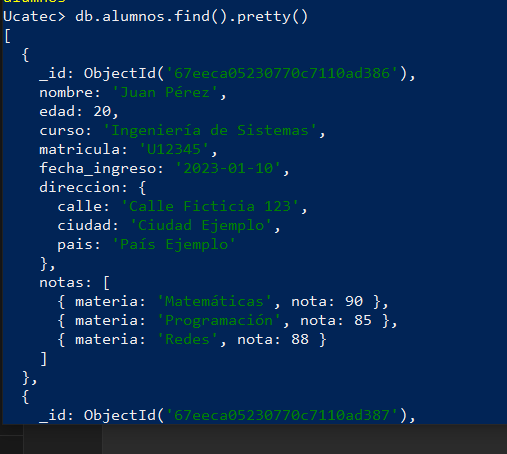 alumnos
Ucatec> db.alumnos.find().pretty()
[
  {
    _id: ObjectId('67eeca05230770c7110ad386'),
    nombre: 'Juan Pérez',
    edad: 20,
    curso: 'Ingeniería de Sistemas',
    matricula: 'U12345',
    fecha_ingreso: '2023-01-10',
    direccion: {
      calle: 'Calle Ficticia 123',
      ciudad: 'Ciudad Ejemplo',
      pais: 'País Ejemplo'
    },
    notas: [
      { materia: 'Matemáticas', nota: 90 },
      { materia: 'Programación', nota: 85 },
      { materia: 'Redes', nota: 88 }
    ]
  },
  {
    _id: ObjectId('67eeca05230770c7110ad387'),